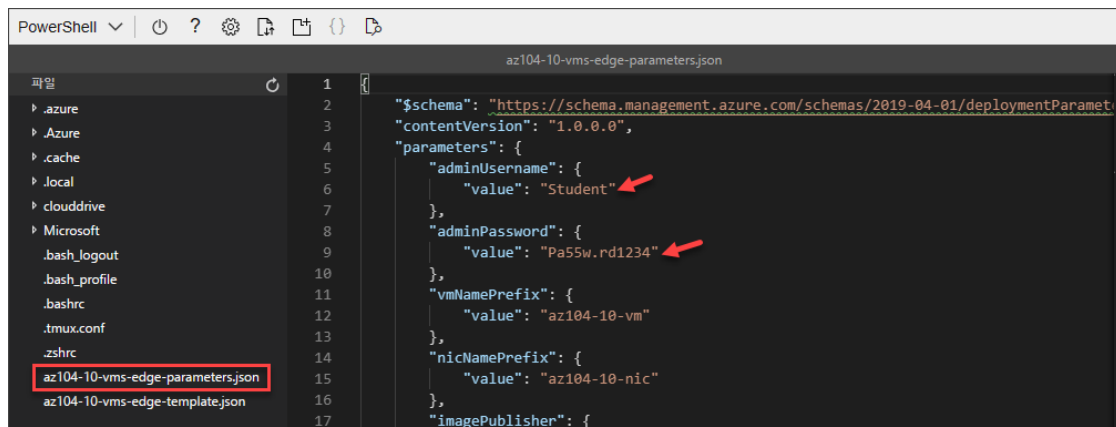 PowerShell
az104-10-vms-edge-parameters.json
파일
.azure
.Azure
.cache
.local
clouddrive
Microsoft
.bash_logout
.bash_profile
.bashrc
.tmux.conf
.zshrc
az104-10-vms-edge-parameters.json
az104-10-vms-edge-template.json
1 {
2 "$schema": "https://schema.management.azure.com/schemas/2019-04-01/deploymentParamet
3 "contentVersion": "1.0.0.0",
4 "parameters": {
5 "adminUsername": {
6 "value": "Student"
7 },
8 "adminPassword": {
9 "value": "Pa55w.rd1234"
10 },
11 "vmNamePrefix": {
12 "value": "az104-10-vm"
13 },
14 "nicNamePrefix": {
15 "value": "az104-10-nic"
16 },
17 "imagePublisher": {